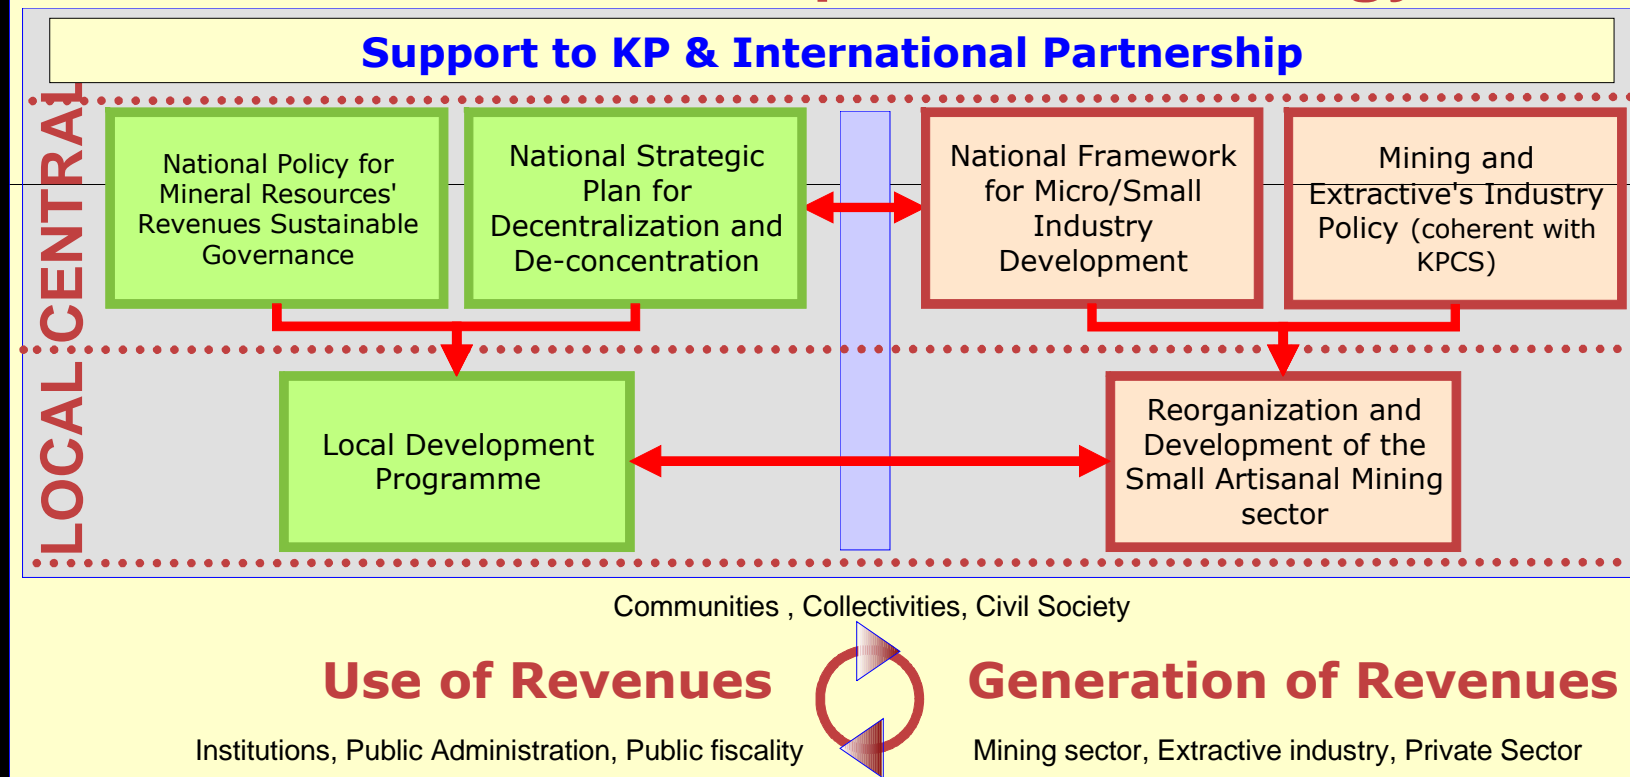 Support to KP & International Partnership
CENTRAL
National Policy for
Mineral Resources'
Revenues Sustainable
Governance
National Strategic
Plan for
Decentralization and
De-concentration
National Framework
for Micro/Small
Industry
Development
Mining and
Extractive's Industry
Policy (coherent with
KPCS)
LOCAL
Local Development
Programme
Reorganization and
Development of the
Small Artisanal Mining
sector
Communities , Collectivities, Civil Society
Use of Revenues
Generation of Revenues
Institutions, Public Administration, Public fiscality
Mining sector, Extractive industry, Private Sector